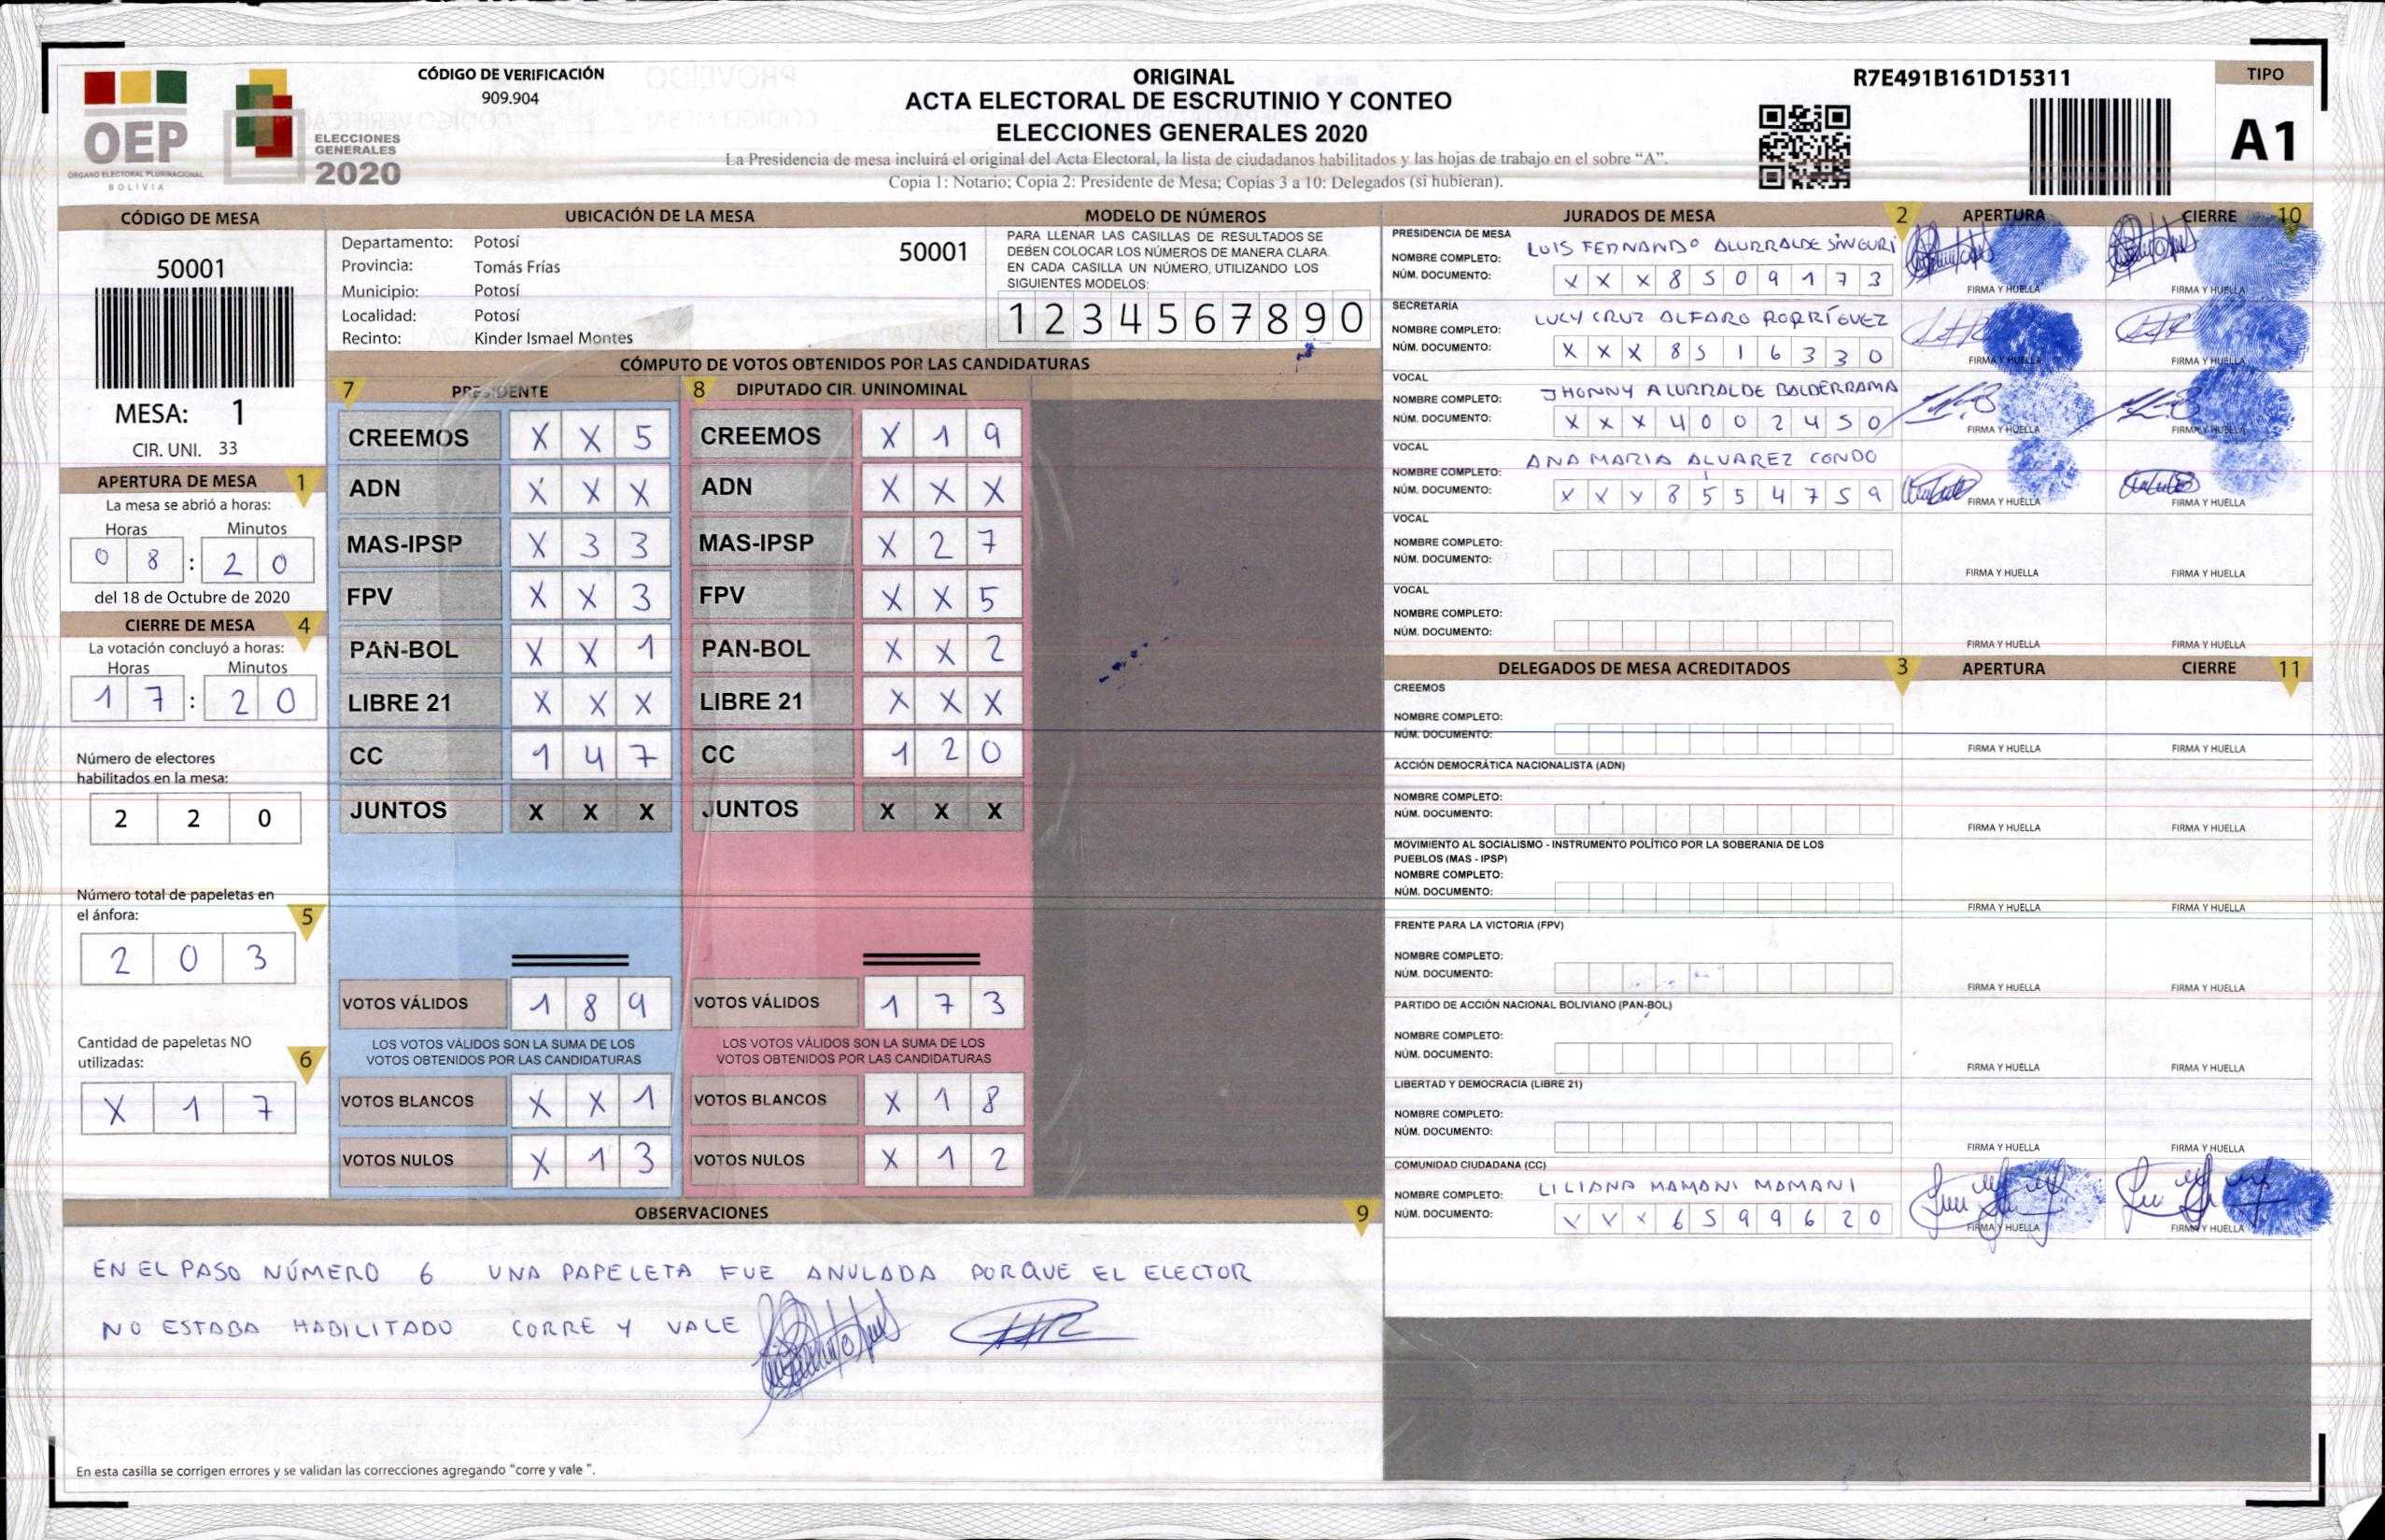 CÓDIGO DE VERIFICACIÓN
909.904
OEP
ÓRGANO ELECTORAL PLURINACIONAL
BOLIVIA
ELECCIONES
GENERALES
2020
ORIGINAL
ACTA ELECTORAL DE ESCRUTINIO Y CONTEO
ELECCIONES GENERALES 2020
La Presidencia de mesa incluirá el original del Acta Electoral, la lista de ciudadanos habilitados y las hojas de trabajo en el sobre “A”.
Copia 1: Notario; Copia 2: Presidente de Mesa; Copias 3 a 10: Delegados (si hubieran).
R7E491B161D15311
TIPO
A1
CÓDIGO DE MESA
50001
MESA: 1
CIR. UNI. 33
APERTURA DE MESA 1
La mesa se abrió a horas:
Horas Minutos
0 8 : 2 0
del 18 de Octubre de 2020
CIERRE DE MESA 4
La votación concluyó a horas:
Horas Minutos
1 7 : 2 0
Número de electores
habilitados en la mesa:
2 2 0
Número total de papeletas en
el ánfora: 5
2 0 3
Cantidad de papeletas NO
utilizadas: 6
X 1 7
UBICACIÓN DE LA MESA
Departamento: Potosí 50001
Provincia: Tomás Frías
Municipio: Potosí
Localidad: Potosí
Recinto: Kinder Ismael Montes
MODELO DE NÚMEROS
PARA LLENAR LAS CASILLAS DE RESULTADOS SE
DEBEN COLOCAR LOS NÚMEROS DE MANERA CLARA
EN CADA CASILLA UN NÚMERO, UTILIZANDO LOS
SIGUIENTES MODELOS:
1 2 3 4 5 6 7 8 9 0
CÓMPUTO DE VOTOS OBTENIDOS POR LAS CANDIDATURAS
7 PRESIDENTE
CREEMOS X X 5
ADN X X X
MAS-IPSP X 3 3
FPV X X 3
PAN-BOL X X 1
LIBRE 21 X X X
CC 1 4 7
JUNTOS X X X
VOTOS VÁLIDOS 1 8 9
LOS VOTOS VÁLIDOS SON LA SUMA DE LOS
VOTOS OBTENIDOS POR LAS CANDIDATURAS
VOTOS BLANCOS X X 1
VOTOS NULOS X 1 3
8 DIPUTADO CIR. UNINOMINAL
CREEMOS X 1 9
ADN X X X
MAS-IPSP X 2 7
FPV X X 5
PAN-BOL X X 2
LIBRE 21 X X X
CC 1 2 0
JUNTOS X X X
VOTOS VÁLIDOS 1 7 3
LOS VOTOS VÁLIDOS SON LA SUMA DE LOS
VOTOS OBTENIDOS POR LAS CANDIDATURAS
VOTOS BLANCOS X 1 8
VOTOS NULOS X 1 2
OBSERVACIONES 9
EN EL PASO NÚMERO 6 UNA PAPELETA FUE ANULADA PORQUE EL ELECTOR
NO ESTABA HABILITADO CORRE Y VALE
En esta casilla se corrigen errores y se validan las correcciones agregando “corre y vale ”.
JURADOS DE MESA 2 APERTURA CIERRE 10
PRESIDENCIA DE MESA
NOMBRE COMPLETO: LUIS FERNANDO ALURRALDE SINGURI
NÚM. DOCUMENTO: X X X 8 5 0 9 1 7 3
FIRMA Y HUELLA FIRMA Y HUELLA
SECRETARÍA
NOMBRE COMPLETO: LUCY CRUZ ALFARO RODRÍGUEZ
NÚM. DOCUMENTO: X X X 8 5 1 6 3 3 0
FIRMA Y HUELLA FIRMA Y HUELLA
VOCAL
NOMBRE COMPLETO: JHONNY ALURRALDE BALDERRAMA
NÚM. DOCUMENTO: X X X 4 0 0 2 4 5 0
FIRMA Y HUELLA FIRMA Y HUELLA
VOCAL
NOMBRE COMPLETO: ANA MARIA ALVAREZ CONDO
NÚM. DOCUMENTO: X X X 8 5 5 4 7 5 9
FIRMA Y HUELLA FIRMA Y HUELLA
VOCAL
NOMBRE COMPLETO:
NÚM. DOCUMENTO:
FIRMA Y HUELLA FIRMA Y HUELLA
VOCAL
NOMBRE COMPLETO:
NÚM. DOCUMENTO:
FIRMA Y HUELLA FIRMA Y HUELLA
DELEGADOS DE MESA ACREDITADOS 3 APERTURA CIERRE 11
CREEMOS
NOMBRE COMPLETO:
NÚM. DOCUMENTO:
FIRMA Y HUELLA FIRMA Y HUELLA
ACCIÓN DEMOCRÁTICA NACIONALISTA (ADN)
NOMBRE COMPLETO:
NÚM. DOCUMENTO:
FIRMA Y HUELLA FIRMA Y HUELLA
MOVIMIENTO AL SOCIALISMO - INSTRUMENTO POLÍTICO POR LA SOBERANIA DE LOS
PUEBLOS (MAS - IPSP)
NOMBRE COMPLETO:
NÚM. DOCUMENTO:
FIRMA Y HUELLA FIRMA Y HUELLA
FRENTE PARA LA VICTORIA (FPV)
NOMBRE COMPLETO:
NÚM. DOCUMENTO:
FIRMA Y HUELLA FIRMA Y HUELLA
PARTIDO DE ACCIÓN NACIONAL BOLIVIANO (PAN-BOL)
NOMBRE COMPLETO:
NÚM. DOCUMENTO:
FIRMA Y HUELLA FIRMA Y HUELLA
LIBERTAD Y DEMOCRACIA (LIBRE 21)
NOMBRE COMPLETO:
NÚM. DOCUMENTO:
FIRMA Y HUELLA FIRMA Y HUELLA
COMUNIDAD CIUDADANA (CC)
NOMBRE COMPLETO: LILIANA MAMANI MAMANI
NÚM. DOCUMENTO: X X X 6 5 9 9 6 2 0
FIRMA Y HUELLA FIRMA Y HUELLA